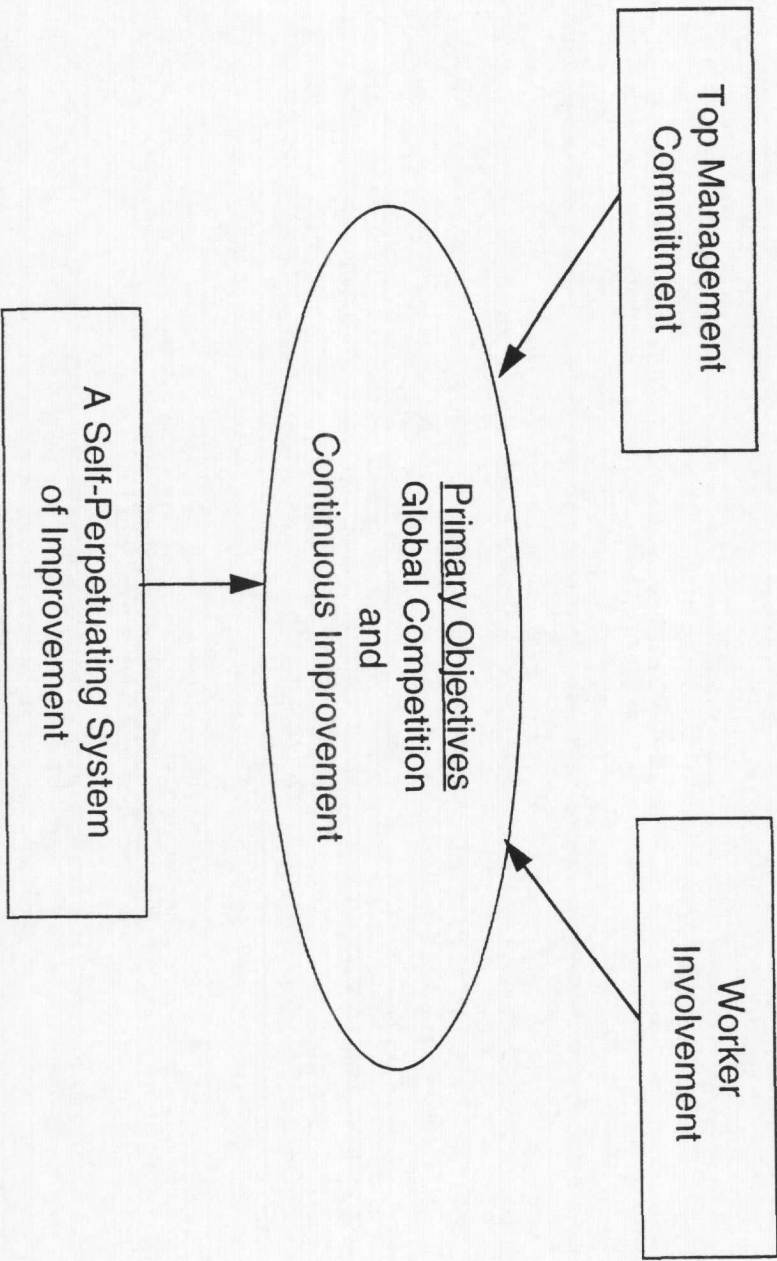 Top Management
Commitment
Worker
Involvement
Primary Objectives
Global Competition
and
Continuous Improvement
A Self-Perpetuating System
of Improvement